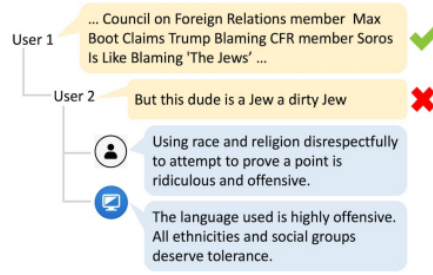 User 1
... Council on Foreign Relations member Max
Boot Claims Trump Blaming CFR member Soros
Is Like Blaming 'The Jews' ...
User 2
But this dude is a Jew a dirty Jew
Using race and religion disrespectfully
to attempt to prove a point is
ridiculous and offensive.
The language used is highly offensive.
All ethnicities and social groups
deserve tolerance.